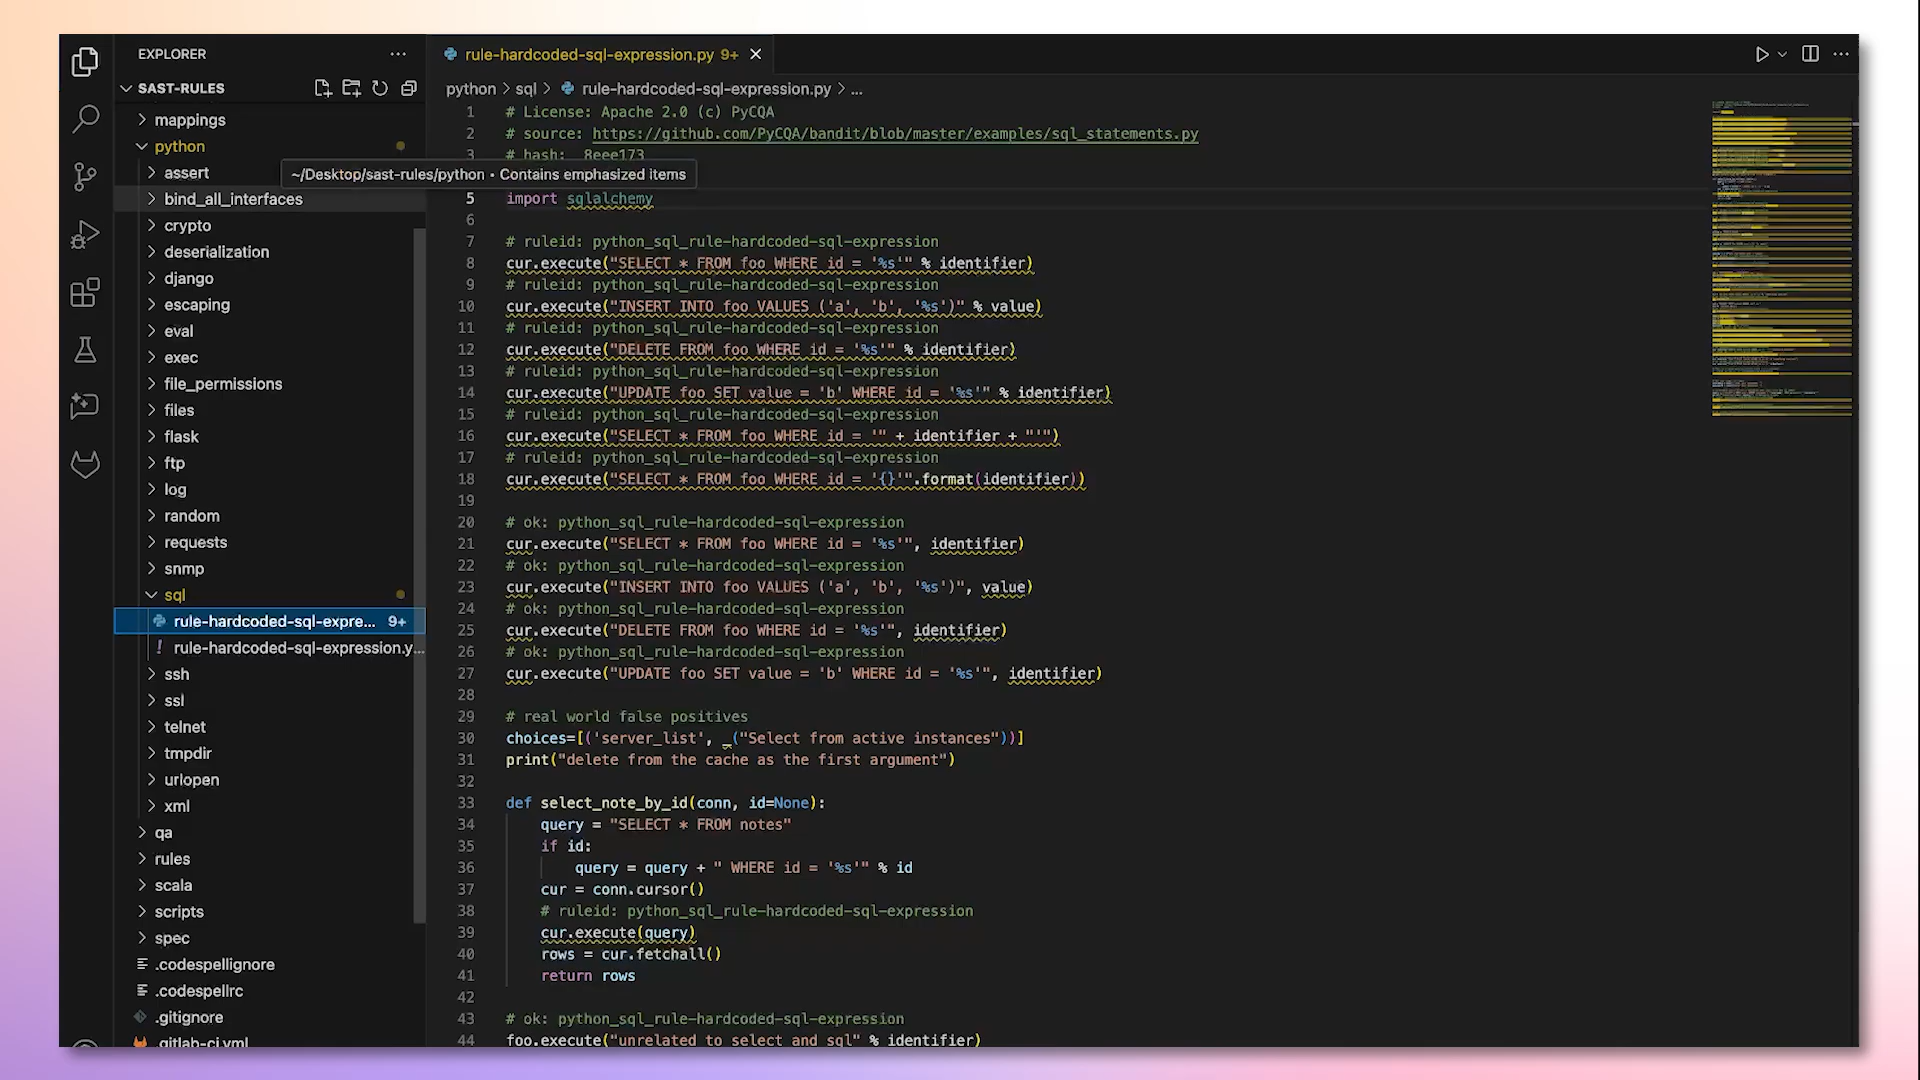 EXPLORER
SAST-RULES
mappings
python
assert
bind_all_interfaces
crypto
deserialization
django
escaping
eval
exec
file_permissions
files
flask
ftp
log
random
requests
snmp
sql
rule-hardcoded-sql-expre... 9+
! rule-hardcoded-sql-expression.y...
ssh
ssl
telnet
tmpdir
urlopen
xml
qa
rules
scala
scripts
spec
.codespellignore
.codespellrc
.gitignore
.gitlab-ci.yml
rule-hardcoded-sql-expression.py 9+
python > sql > rule-hardcoded-sql-expression.py > ...
~/Desktop/sast-rules/python • Contains emphasized items
1 # License: Apache 2.0 (c) PyCQA
2 # source: https://github.com/PyCQA/bandit/blob/master/examples/sql_statements.py
3 # hash: 8eee173
5 import sqlalchemy
6
7 # ruleid: python_sql_rule-hardcoded-sql-expression
8 cur.execute("SELECT * FROM foo WHERE id = '%s'" % identifier)
9 # ruleid: python_sql_rule-hardcoded-sql-expression
10 cur.execute("INSERT INTO foo VALUES ('a', 'b', '%s')" % value)
11 # ruleid: python_sql_rule-hardcoded-sql-expression
12 cur.execute("DELETE FROM foo WHERE id = '%s'" % identifier)
13 # ruleid: python_sql_rule-hardcoded-sql-expression
14 cur.execute("UPDATE foo SET value = 'b' WHERE id = '%s'" % identifier)
15 # ruleid: python_sql_rule-hardcoded-sql-expression
16 cur.execute("SELECT * FROM foo WHERE id = '" + identifier + "'")
17 # ruleid: python_sql_rule-hardcoded-sql-expression
18 cur.execute("SELECT * FROM foo WHERE id = '{}'".format(identifier))
19
20 # ok: python_sql_rule-hardcoded-sql-expression
21 cur.execute("SELECT * FROM foo WHERE id = '%s'", identifier)
22 # ok: python_sql_rule-hardcoded-sql-expression
23 cur.execute("INSERT INTO foo VALUES ('a', 'b', '%s')", value)
24 # ok: python_sql_rule-hardcoded-sql-expression
25 cur.execute("DELETE FROM foo WHERE id = '%s'", identifier)
26 # ok: python_sql_rule-hardcoded-sql-expression
27 cur.execute("UPDATE foo SET value = 'b' WHERE id = '%s'", identifier)
28
29 # real world false positives
30 choices=[('server_list', _("Select from active instances"))]
31 print("delete from the cache as the first argument")
32
33 def select_note_by_id(conn, id=None):
34 query = "SELECT * FROM notes"
35 if id:
36 query = query + " WHERE id = '%s'" % id
37 cur = conn.cursor()
38 # ruleid: python_sql_rule-hardcoded-sql-expression
39 cur.execute(query)
40 rows = cur.fetchall()
41 return rows
42
43 # ok: python_sql_rule-hardcoded-sql-expression
44 foo.execute("unrelated to select and sql" % identifier)